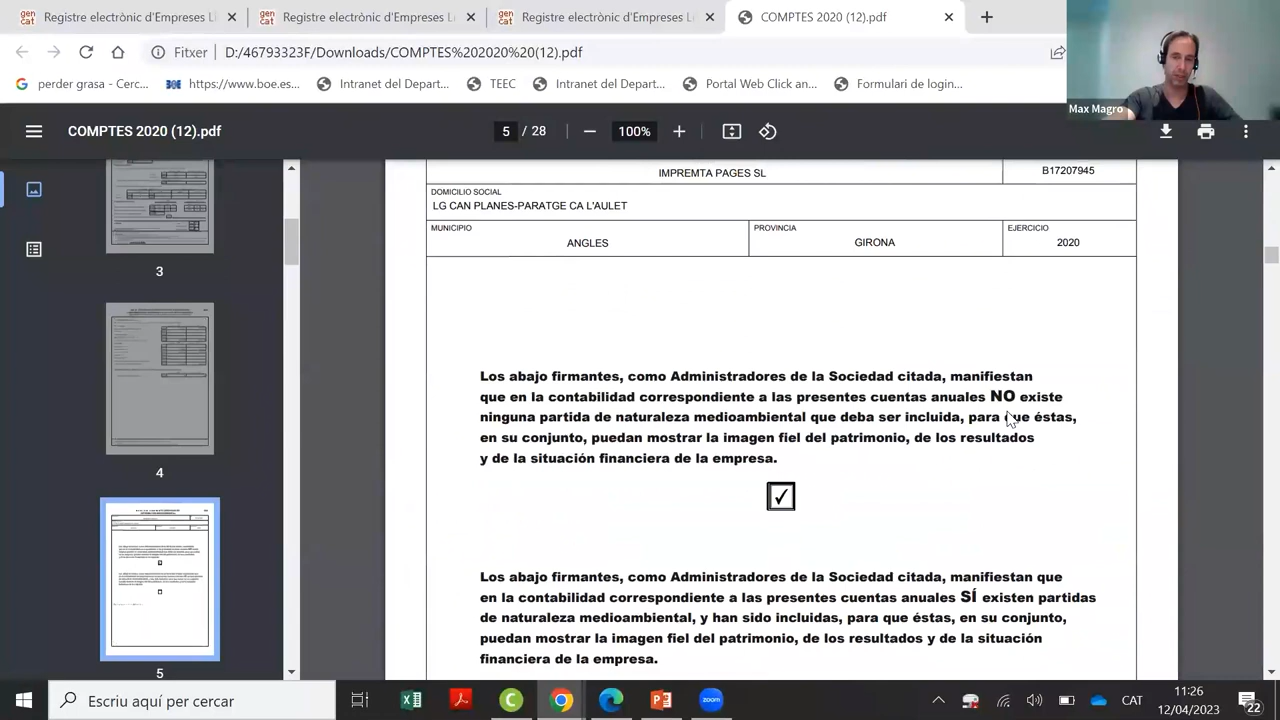 Registre electrònic d'Empreses L
Registre electrònic d'Empreses L
Registre electrònic d'Empreses L
COMPTES 2020 (12).pdf
Fitxer
D:/46793323F/Downloads/COMPTES%202020%20(12).pdf
perder grasa - Cerc...
https://www.boe.es...
Intranet del Depart...
TEEC
Intranet del Depart...
Portal Web Click an...
Formulari de login...
Max Magro
COMPTES 2020 (12).pdf
5 / 28
100%
IMPREMTA PAGES SL
B17207945
DOMICILIO SOCIAL
LG CAN PLANES-PARATGE CA L'AULET
MUNICIPIO
ANGLES
PROVINCIA
GIRONA
EJERCICIO
2020
Los abajo firmantes, como Administradores de la Sociedad citada, manifiestan
que en la contabilidad correspondiente a las presentes cuentas anuales NO existe
ninguna partida de naturaleza medioambiental que deba ser incluida, para que éstas,
en su conjunto, puedan mostrar la imagen fiel del patrimonio, de los resultados
y de la situación financiera de la empresa.
Los abajo firmantes, como Administradores de la Sociedad citada, manifiestan que
en la contabilidad correspondiente a las presentes cuentas anuales SÍ existen partidas
de naturaleza medioambiental, y han sido incluidas, para que éstas, en su conjunto,
puedan mostrar la imagen fiel del patrimonio, de los resultados y de la situación
financiera de la empresa.
3
4
5
Escriu aquí per cercar
zoom
CAT
11:26
12/04/2023
22